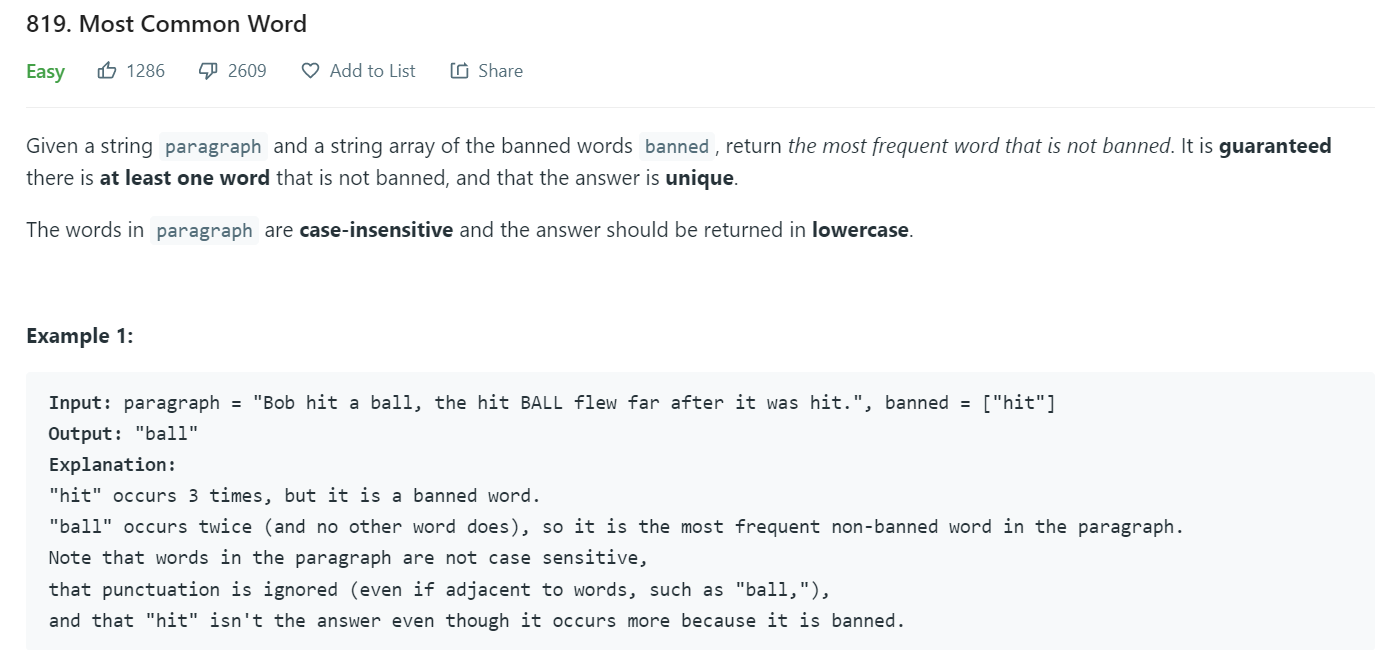 819. Most Common Word
Easy 1286 2609 Add to List Share
Given a string paragraph and a string array of the banned words banned , return the most frequent word that is not banned. It is guaranteed
there is at least one word that is not banned, and that the answer is unique.
The words in paragraph are case-insensitive and the answer should be returned in lowercase.
Example 1:
Input: paragraph = "Bob hit a ball, the hit BALL flew far after it was hit.", banned = ["hit"]
Output: "ball"
Explanation:
"hit" occurs 3 times, but it is a banned word.
"ball" occurs twice (and no other word does), so it is the most frequent non-banned word in the paragraph.
Note that words in the paragraph are not case sensitive,
that punctuation is ignored (even if adjacent to words, such as "ball,"),
and that "hit" isn't the answer even though it occurs more because it is banned.